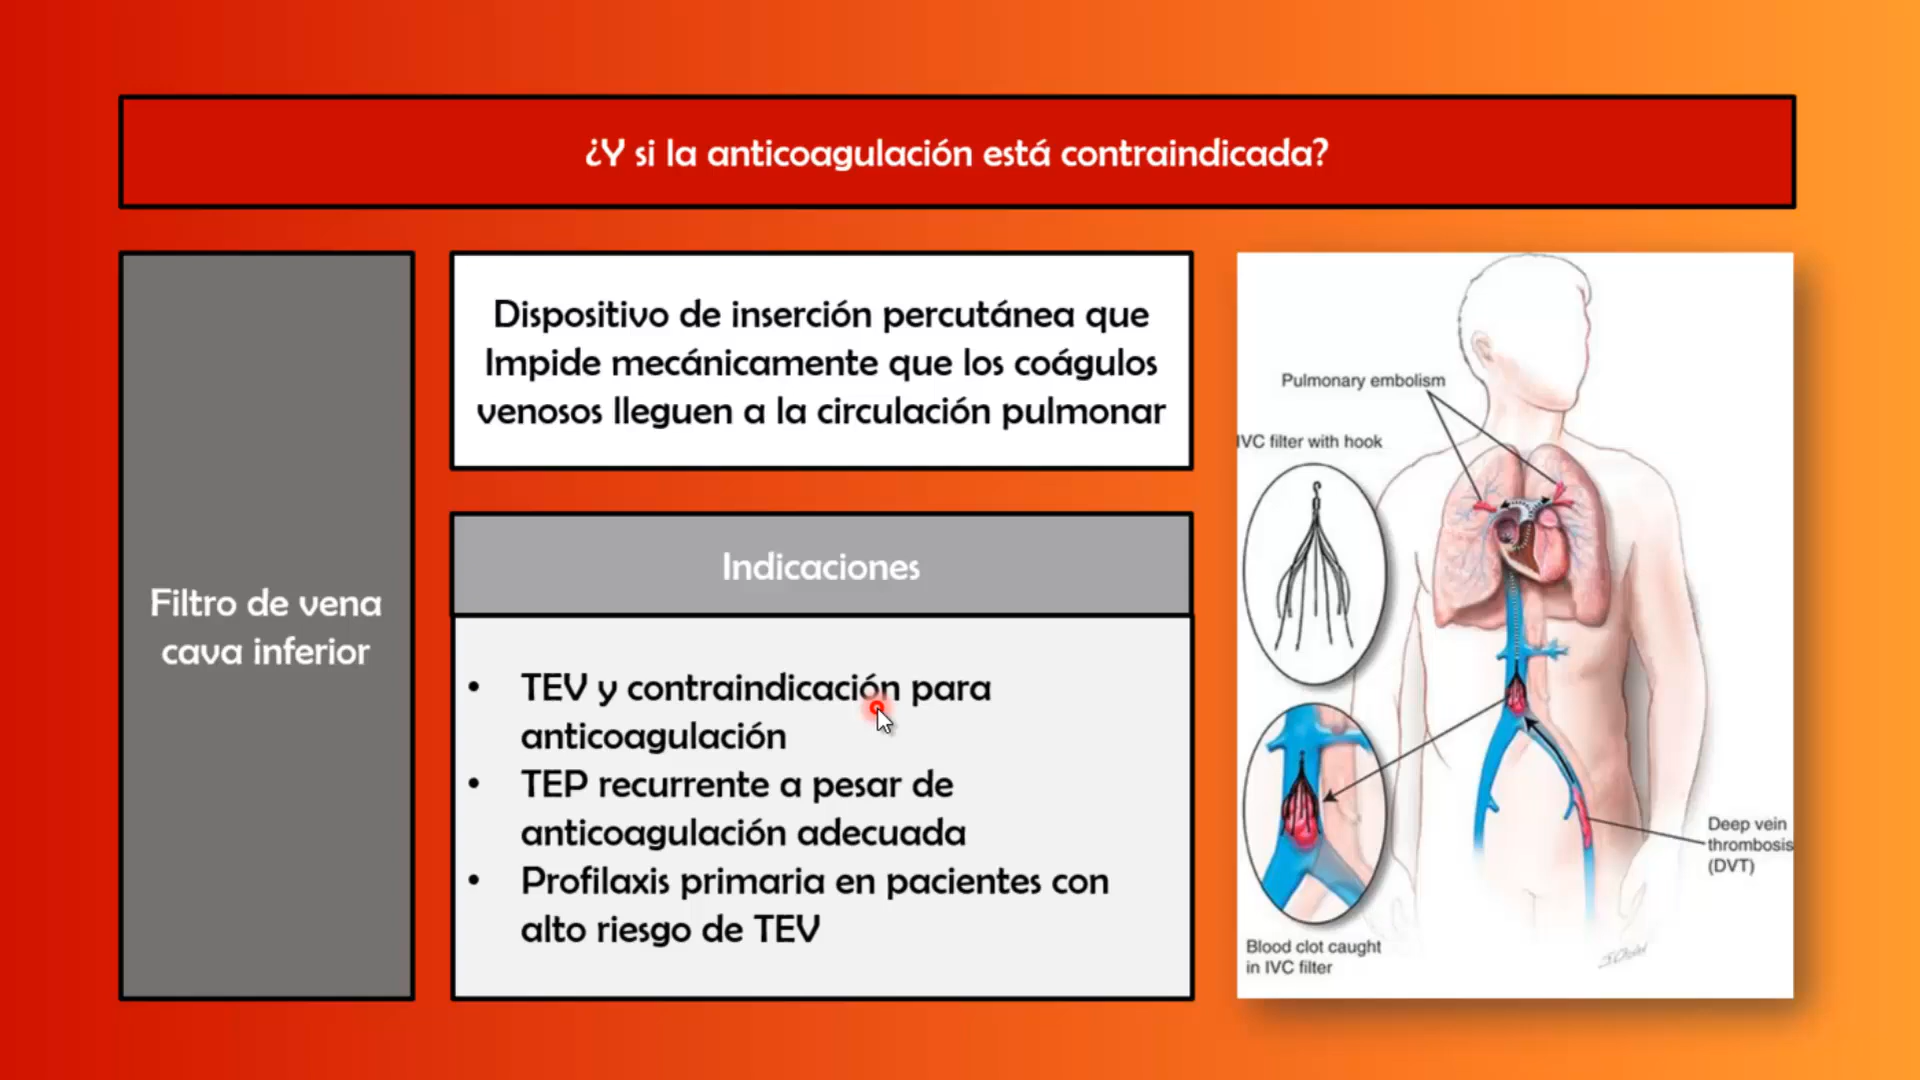 ¿Y si la anticoagulación está contraindicada?
Filtro de vena
cava inferior
Dispositivo de inserción percutánea que
Impide mecánicamente que los coágulos
venosos lleguen a la circulación pulmonar
Indicaciones
• TEV y contraindicación para
anticoagulación
• TEP recurrente a pesar de
anticoagulación adecuada
• Profilaxis primaria en pacientes con
alto riesgo de TEV
Pulmonary embolism
IVC filter with hook
Deep vein
thrombosis
(DVT)
Blood clot caught
in IVC filter